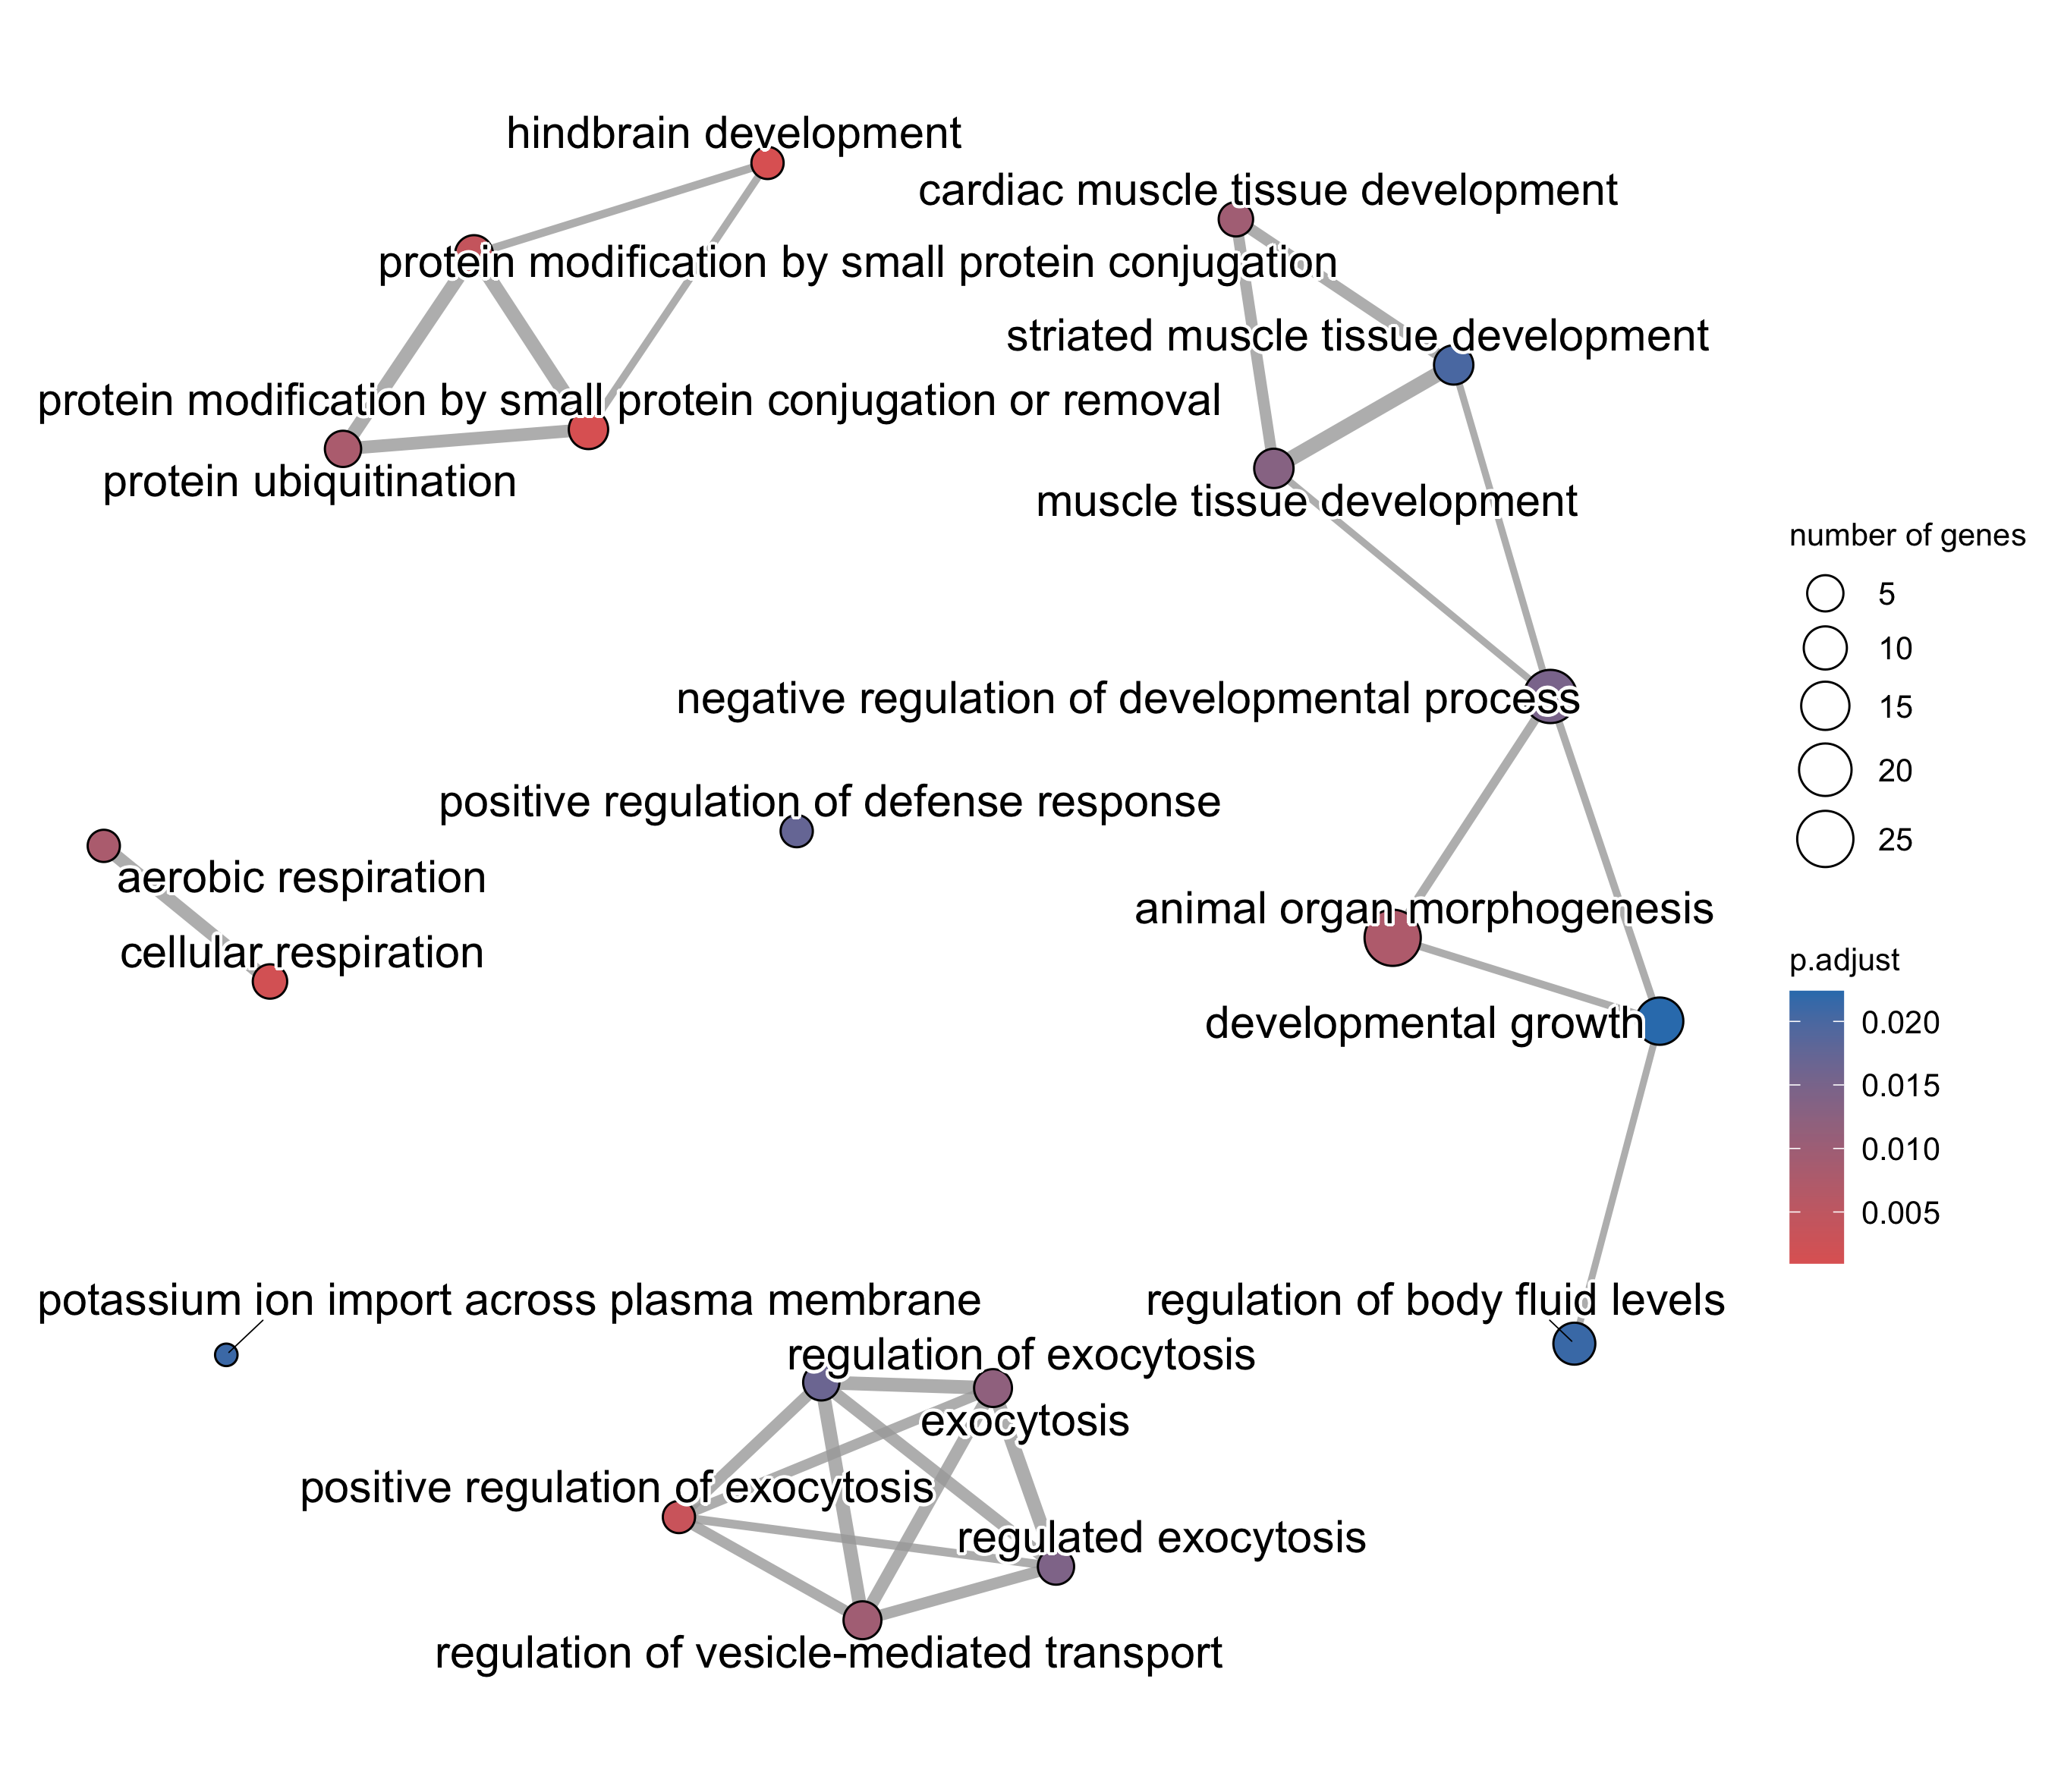 hindbrain development
cardiac muscle tissue development
protein modification by small protein conjugation
striated muscle tissue development
protein modification by small protein conjugation or removal
protein ubiquitination
muscle tissue development
negative regulation of developmental process
positive regulation of defense response
aerobic respiration
animal organ morphogenesis
cellular respiration
developmental growth
potassium ion import across plasma membrane
regulation of body fluid levels
regulation of exocytosis
exocytosis
positive regulation of exocytosis
regulated exocytosis
regulation of vesicle-mediated transport
number of genes
5
10
15
20
25
p.adjust
0.020
0.015
0.010
0.005